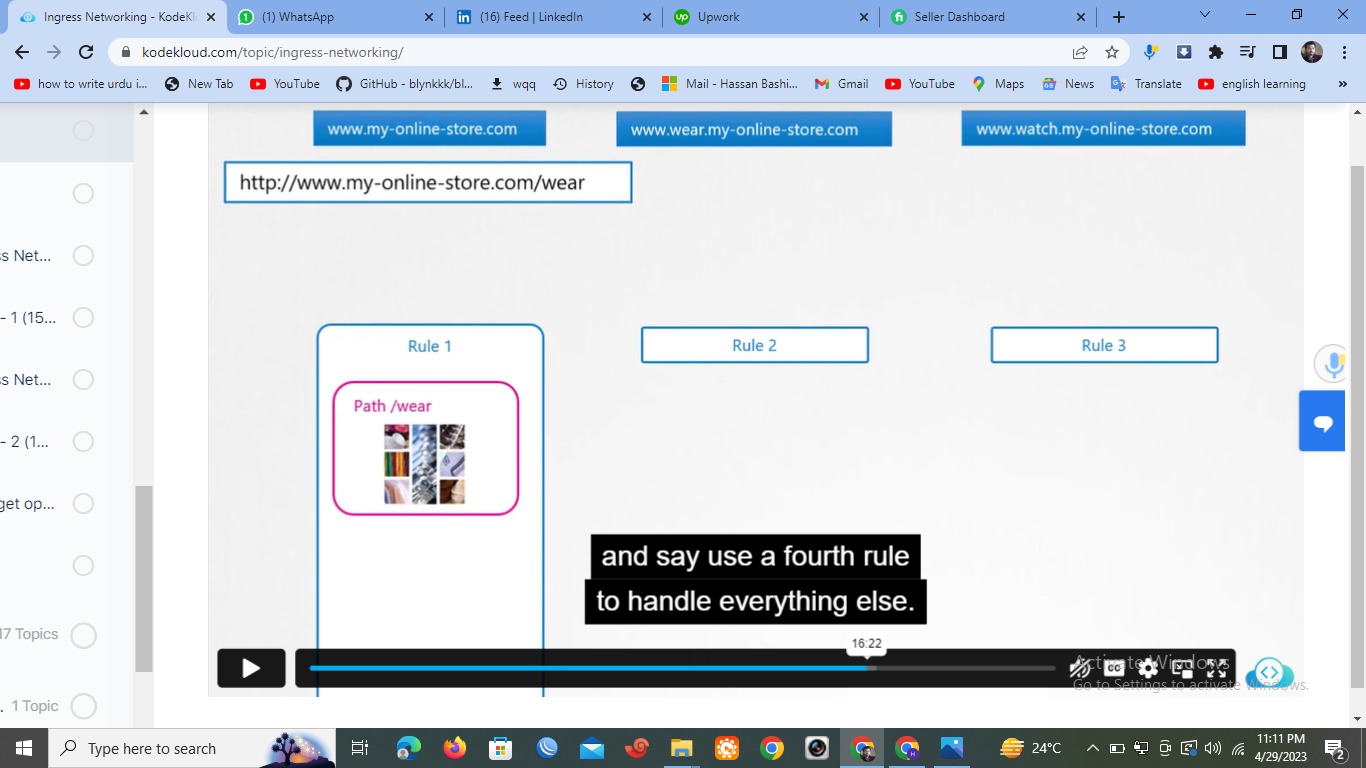 Ingress Networking - KodeKl
(1) WhatsApp
(16) Feed | LinkedIn
Upwork
Seller Dashboard
kodekloud.com/topic/ingress-networking/
how to write urdu i...
New Tab
YouTube
GitHub - blynkkk/bl...
wqq
History
Mail - Hassan Bashi...
Gmail
YouTube
Maps
News
Translate
english learning
»
www.my-online-store.com
www.wear.my-online-store.com
www.watch.my-online-store.com
http://www.my-online-store.com/wear
ss Net...
- 1 (15...
ss Net...
- 2 (1...
get op...
17 Topics
. 1 Topic
Rule 1
Rule 2
Rule 3
Path /wear
and say use a fourth rule
to handle everything else.
16:22
CC
Activate Windows
Go to Settings to activate Windows.
Type here to search
24°C
11:11 PM
4/29/2023
2